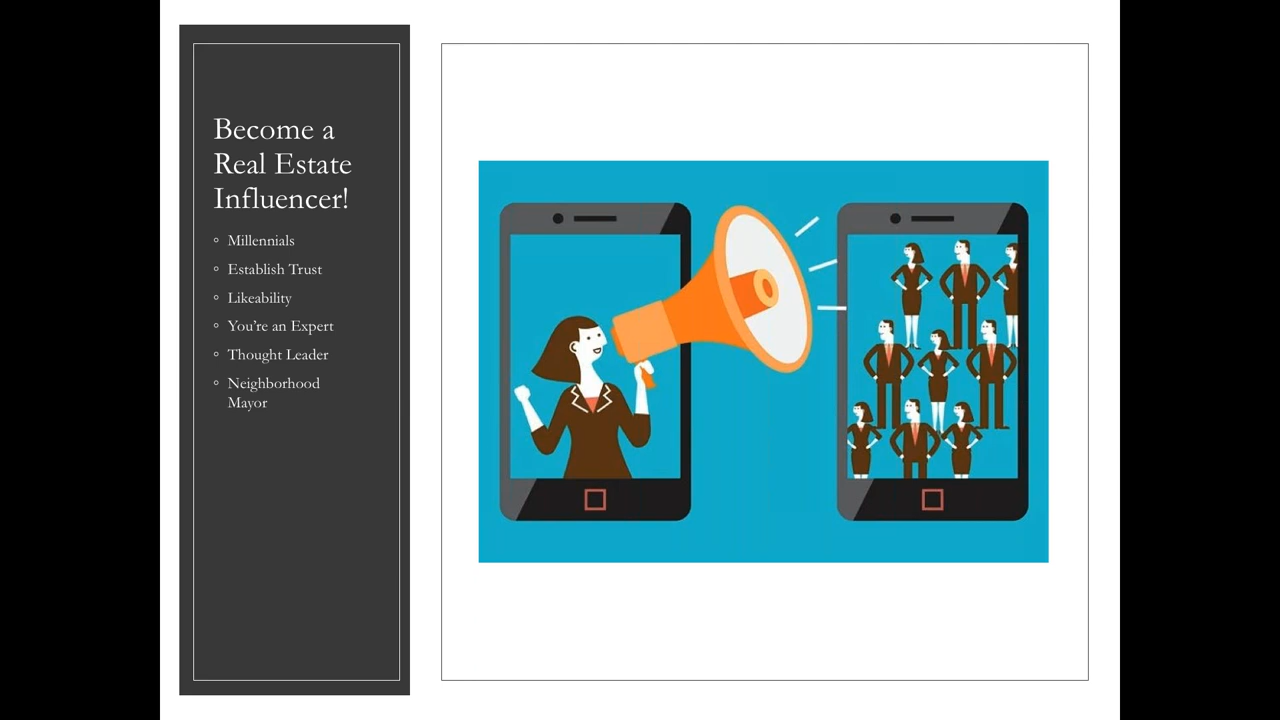 Become a
Real Estate
Influencer!
◦ Millennials
◦ Establish Trust
◦ Likeability
◦ You're an Expert
◦ Thought Leader
◦ Neighborhood
Mayor